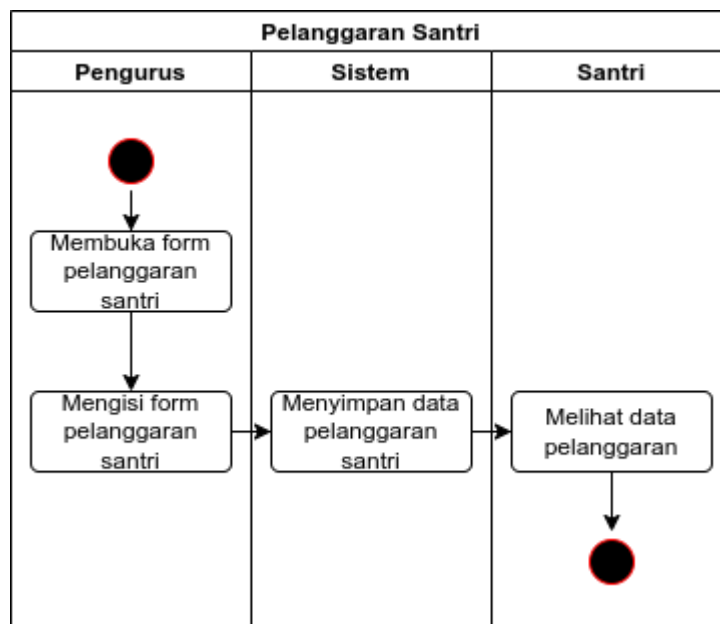 Pelanggaran Santri
Pengurus
Sistem
Santri
Membuka form
pelanggaran
santri
Mengisi form
pelanggaran
santri
Menyimpan data
pelanggaran
santri
Melihat data
pelanggaran